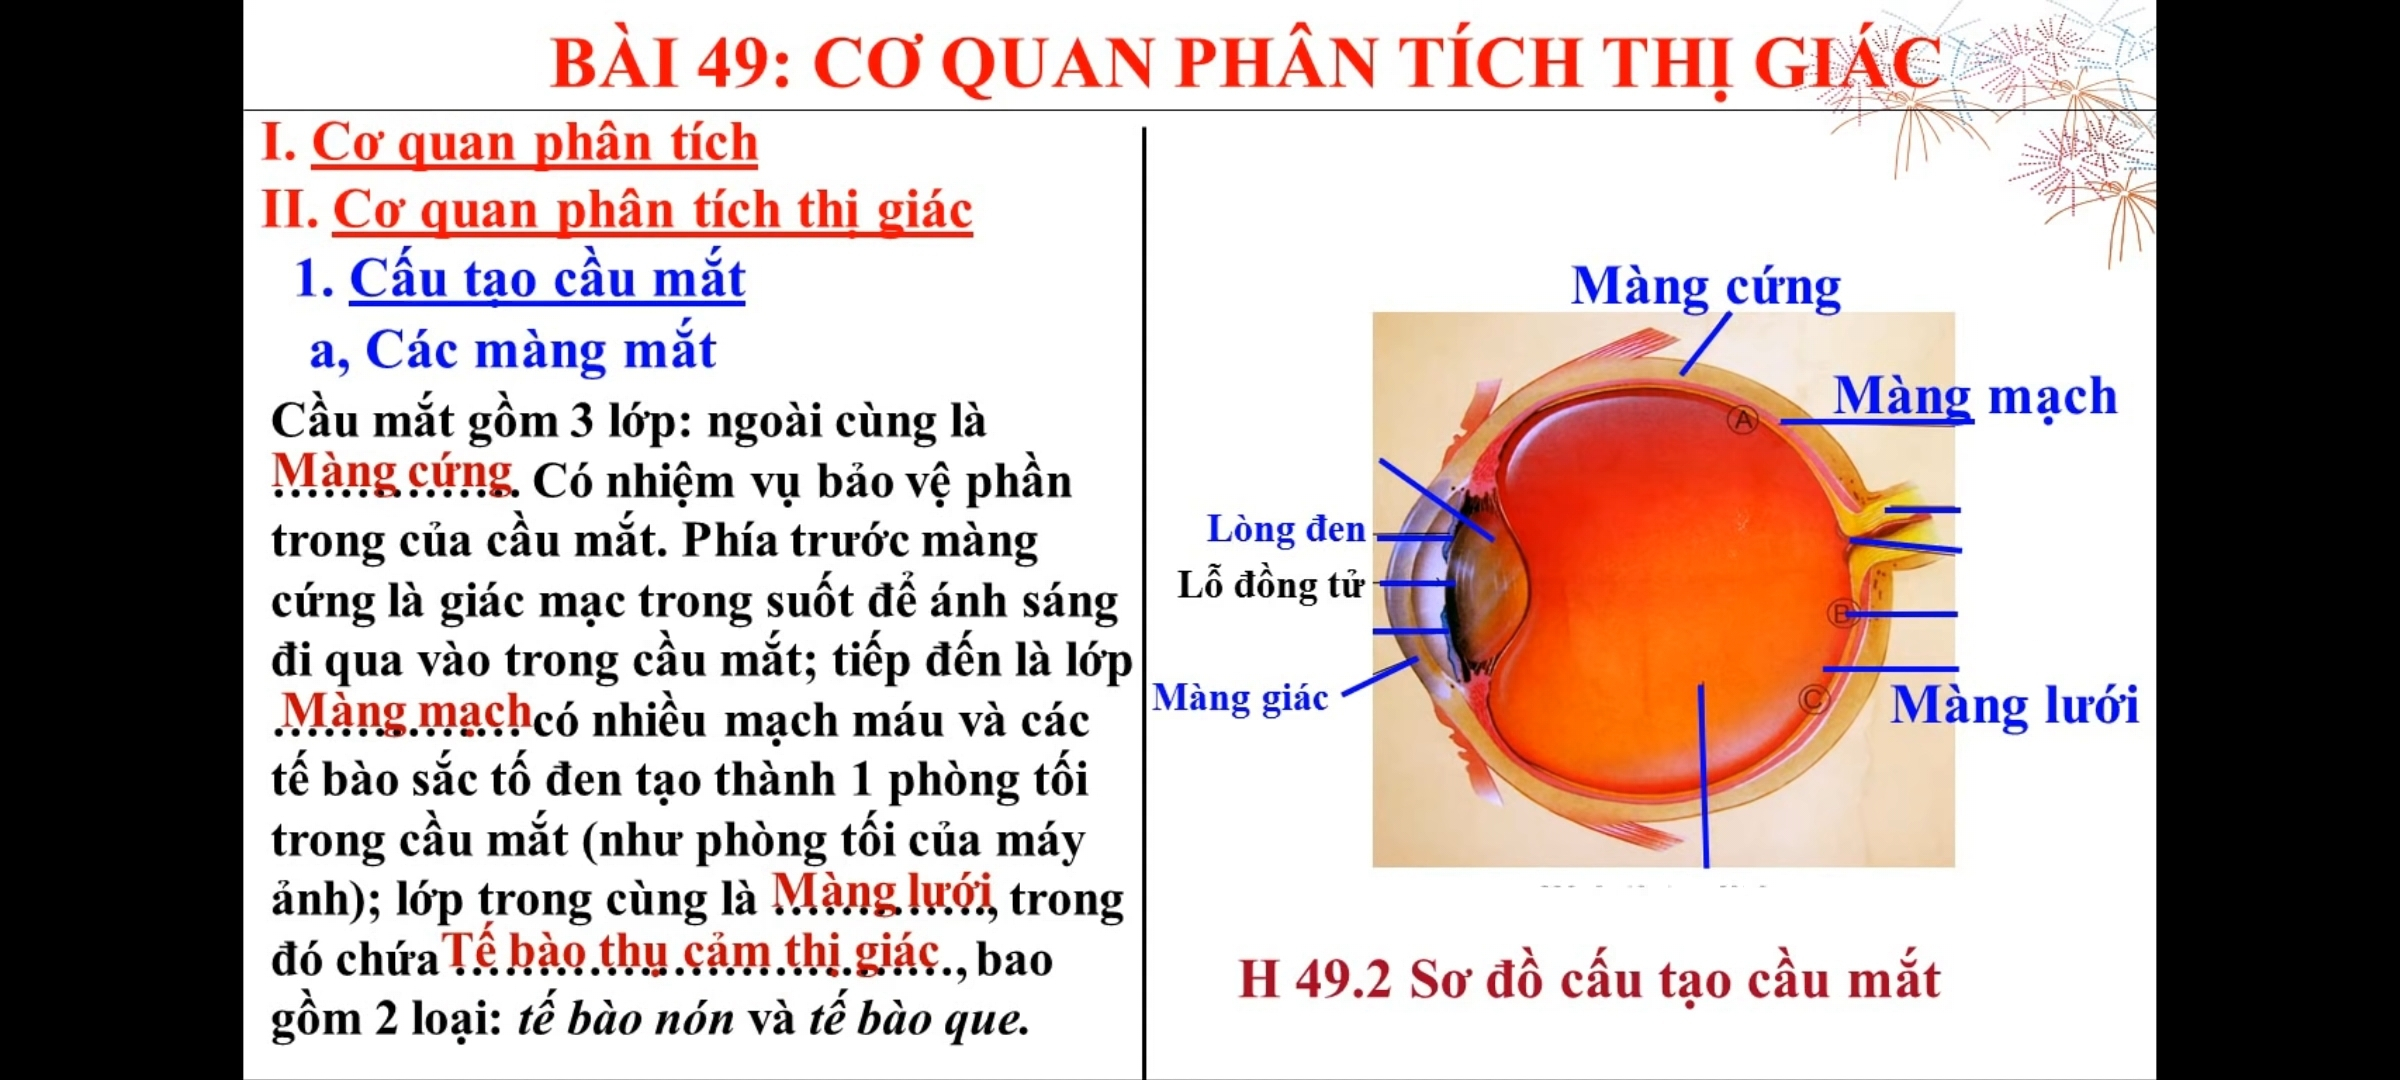 BÀI 49: CƠ QUAN PHÂN TÍCH THỊ GIÁC
I. Cơ quan phân tích
II. Cơ quan phân tích thị giác
1. Cấu tạo cầu mắt
a, Các màng mắt
Cầu mắt gồm 3 lớp: ngoài cùng là
Màng cứng. Có nhiệm vụ bảo vệ phần
trong của cầu mắt. Phía trước màng
cứng là giác mạc trong suốt để ánh sáng
đi qua vào trong cầu mắt; tiếp đến là lớp
Màng mạch có nhiều mạch máu và các
tế bào sắc tố đen tạo thành 1 phòng tối
trong cầu mắt (như phòng tối của máy
ảnh); lớp trong cùng là Màng lưới, trong
đó chứa Tế bào thụ cảm thị giác., bao
gồm 2 loại: tế bào nón và tế bào que.
Màng cứng
Màng mạch
A
Lòng đen
Lỗ đồng tử
B
Màng giác
C
Màng lưới
H 49.2 Sơ đồ cấu tạo cầu mắt